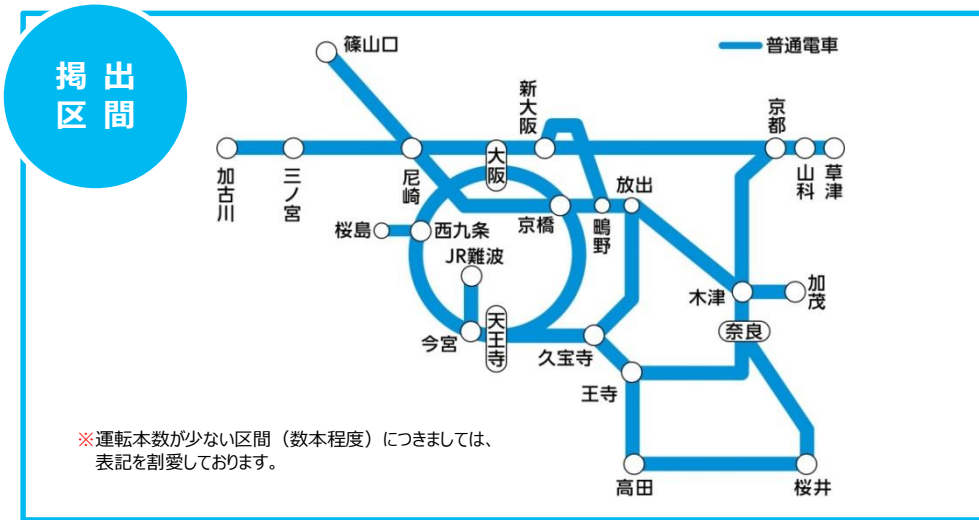 掲出
区間
篠山口
普通電車
新大阪
京都
大阪
加古川
三ノ宮
尼崎
山科
草津
放出
桜島
西九条
京橋
鴫野
JR難波
木津
加茂
今宮
天王寺
久宝寺
奈良
王寺
※運転本数が少ない区間（数本程度）につきましては、
表記を割愛しております。
高田
桜井